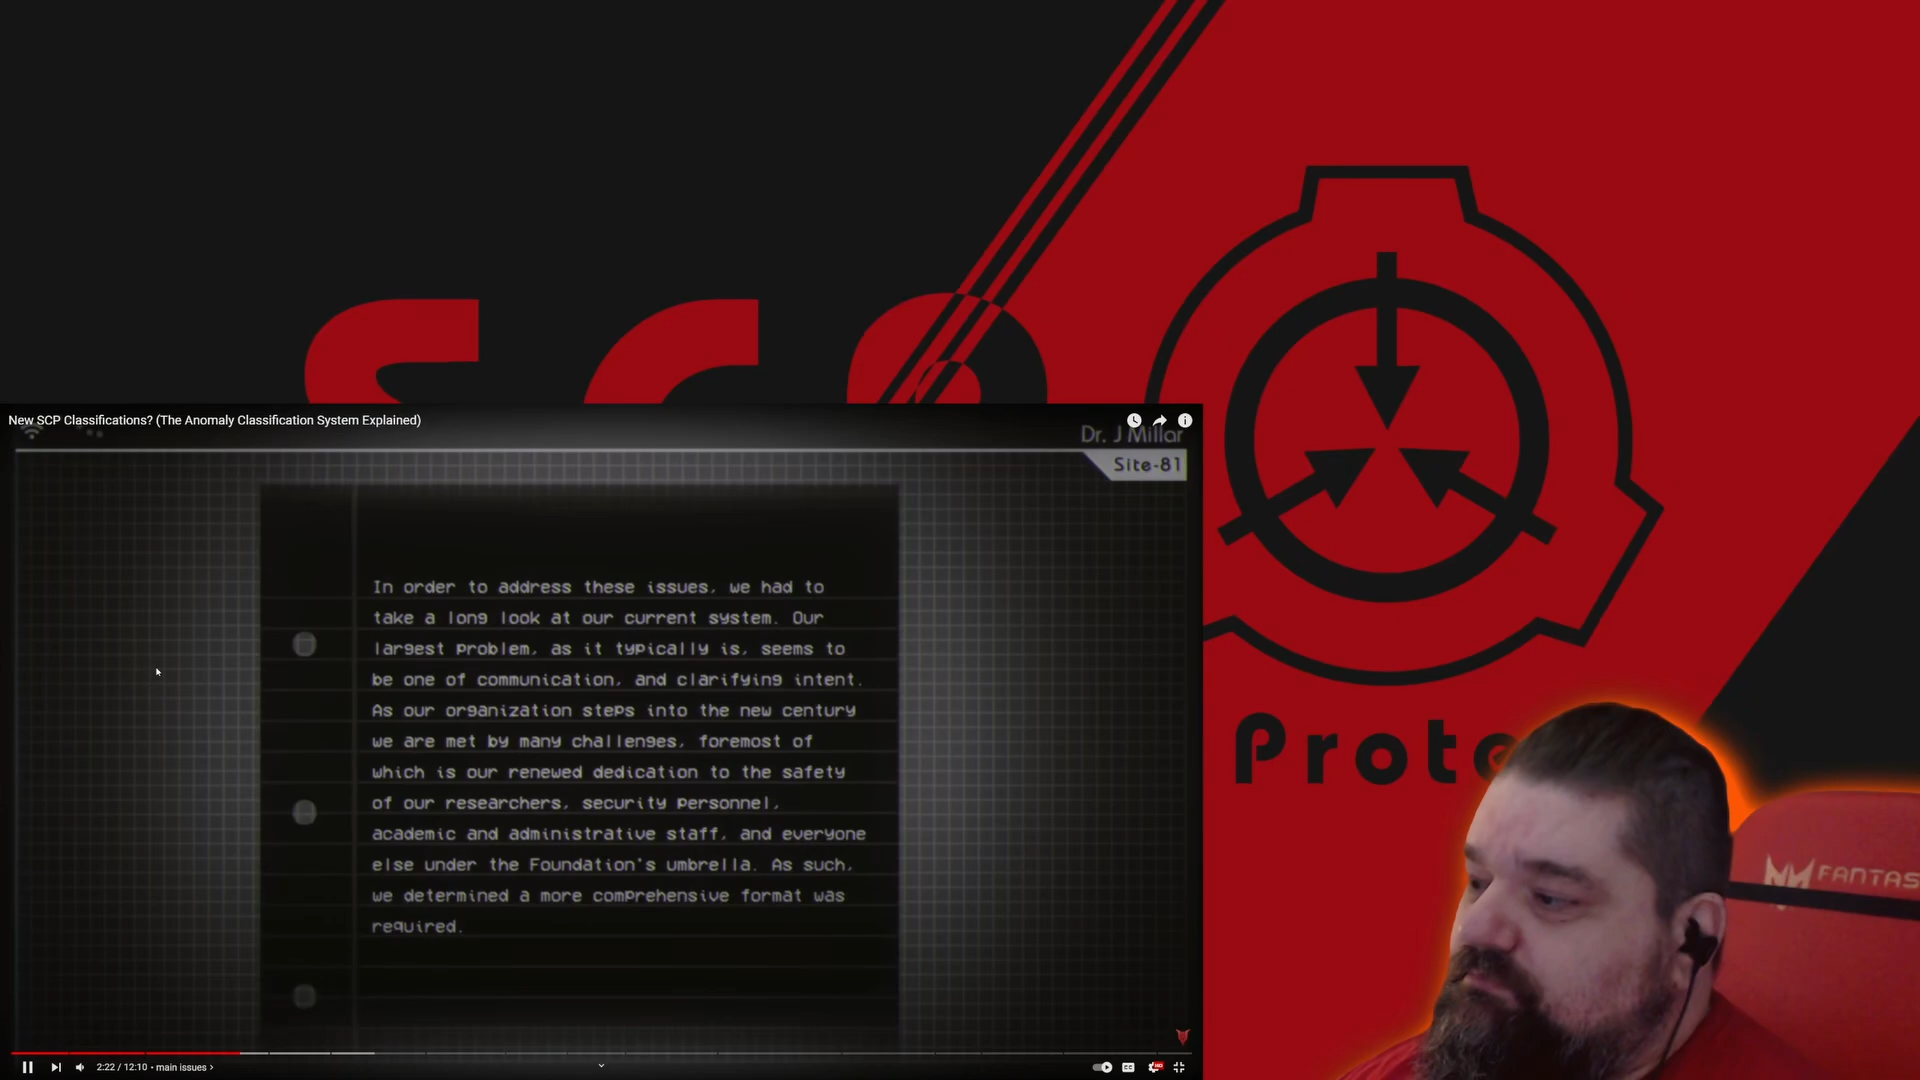 SCP
New SCP Classifications? (The Anomaly Classification System Explained)
Dr. J Millar
Site-81
In order to address these issues, we had to
take a long look at our current system. Our
largest problem, as it typically is, seems to
be one of communication, and clarifying intent.
As our organization steps into the new century
we are met by many challenges, foremost of
which is our renewed dedication to the safety
of our researchers, security personnel,
academic and administrative staff, and everyone
else under the Foundation's umbrella. As such,
we determined a more comprehensive format was
required.
Prote
FANTAS
2:22 / 12:10 • main issues ›
CC
HD